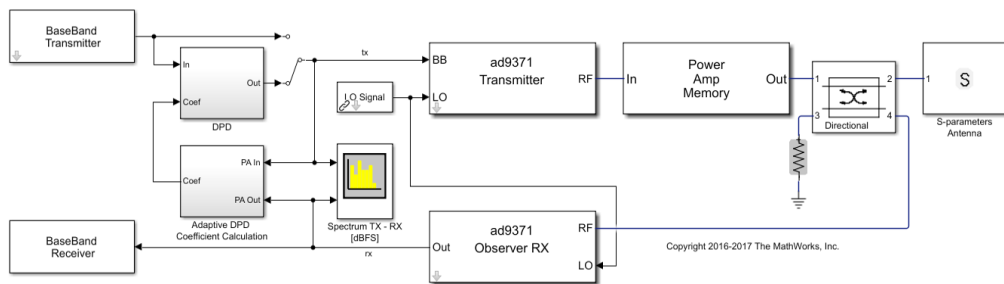 BaseBand
Transmitter
In
Out
Coef
DPD
tx
LO Signal
BB
LO
ad9371
Transmitter
RF
In
Power
Amp
Memory
Out
1
2
3
4
Directional
1
S
S-parameters
Antenna
Coef
PA In
PA Out
Adaptive DPD
Coefficient Calculation
Spectrum TX - RX
[dBFS]
BaseBand
Receiver
rx
Out
ad9371
Observer RX
RF
LO
Copyright 2016-2017 The MathWorks, Inc.